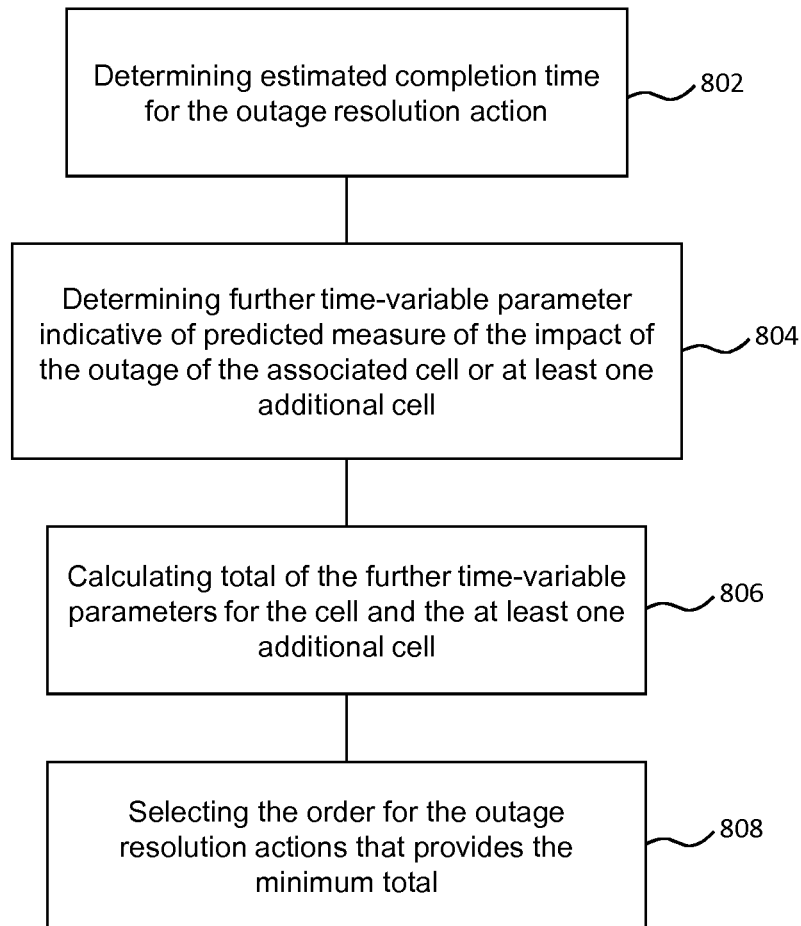 Determining estimated completion time
for the outage resolution action
802
Determining further time-variable parameter
indicative of predicted measure of the impact of
the outage of the associated cell or at least one
additional cell
804
Calculating total of the further time-variable
parameters for the cell and the at least one
additional cell
806
Selecting the order for the outage
resolution actions that provides the
minimum total
808